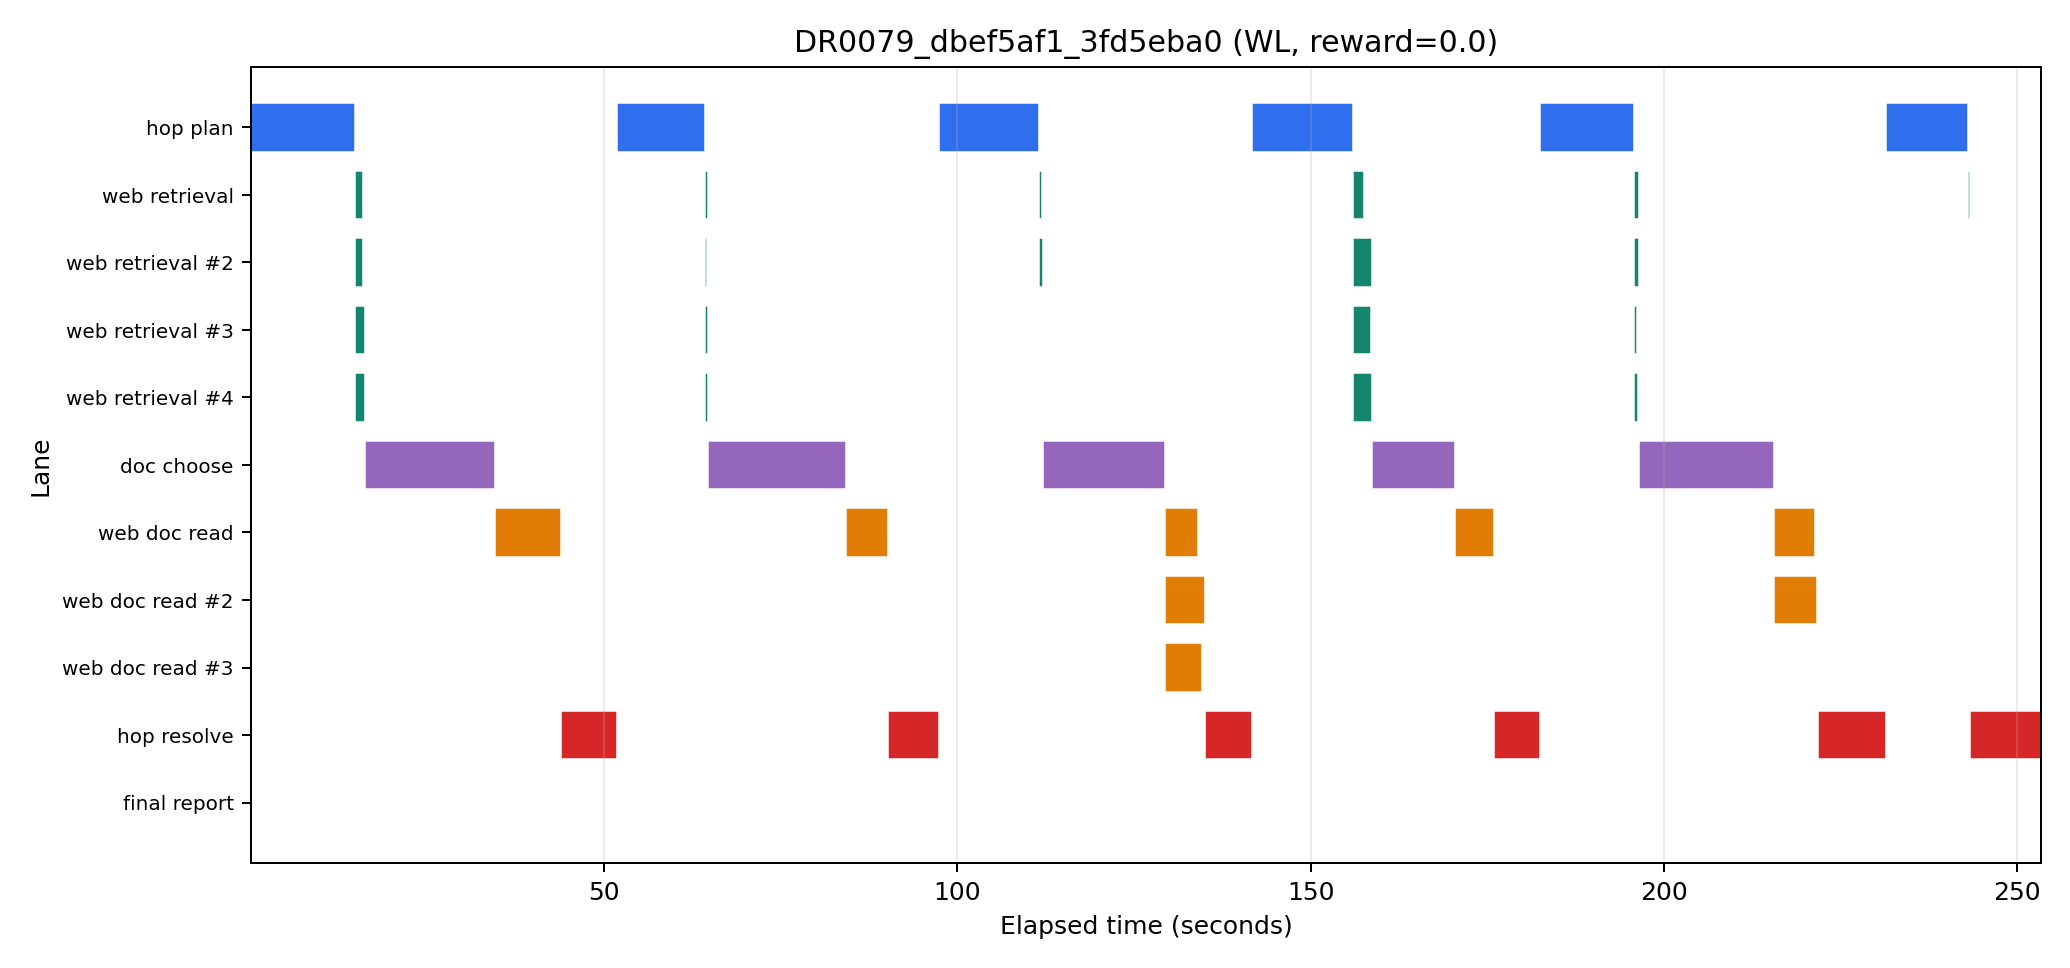 DR0079_dbef5af1_3fd5eba0 (WL, reward=0.0)
hop plan
web retrieval
web retrieval #2
web retrieval #3
web retrieval #4
doc choose
web doc read
web doc read #2
web doc read #3
hop resolve
final report
Lane
50 100 150 200 250
Elapsed time (seconds)